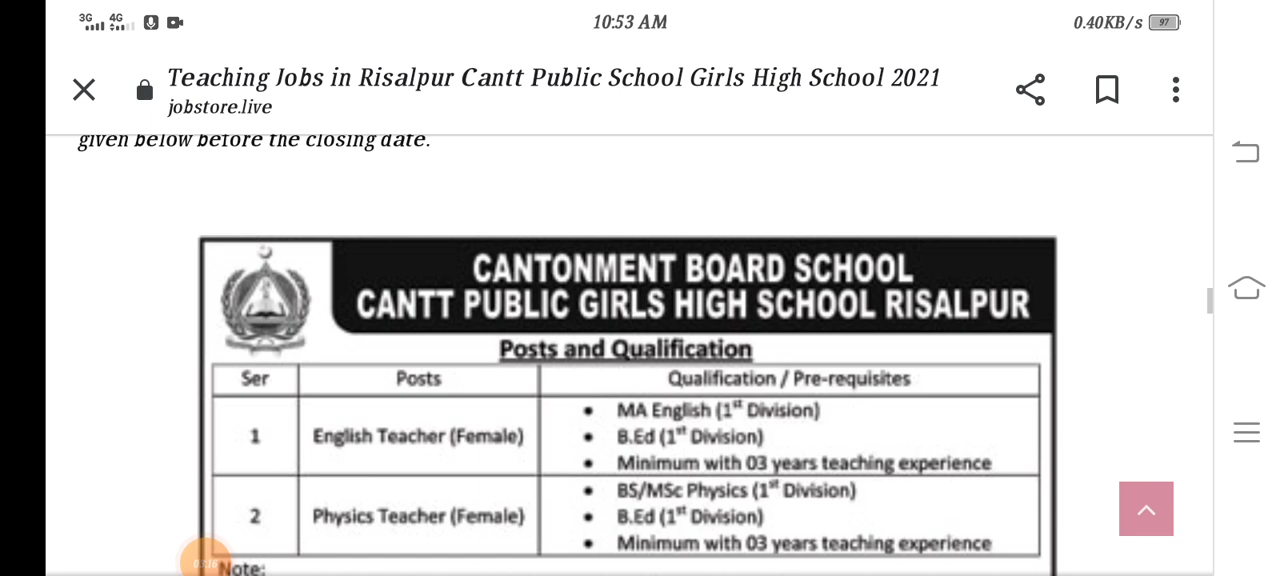 3G 4G 10:53 AM 0.40KB/s 97
Teaching Jobs in Risalpur Cantt Public School Girls High School 2021
jobstore.live
given below before the closing date.
CANTONMENT BOARD SCHOOL
CANTT PUBLIC GIRLS HIGH SCHOOL RISALPUR
Posts and Qualification
Ser Posts Qualification / Pre-requisites
1 English Teacher (Female)
• MA English (1st Division)
• B.Ed (1st Division)
• Minimum with 03 years teaching experience
2 Physics Teacher (Female)
• BS/MSc Physics (1st Division)
• B.Ed (1st Division)
• Minimum with 03 years teaching experience
03:16
Note: